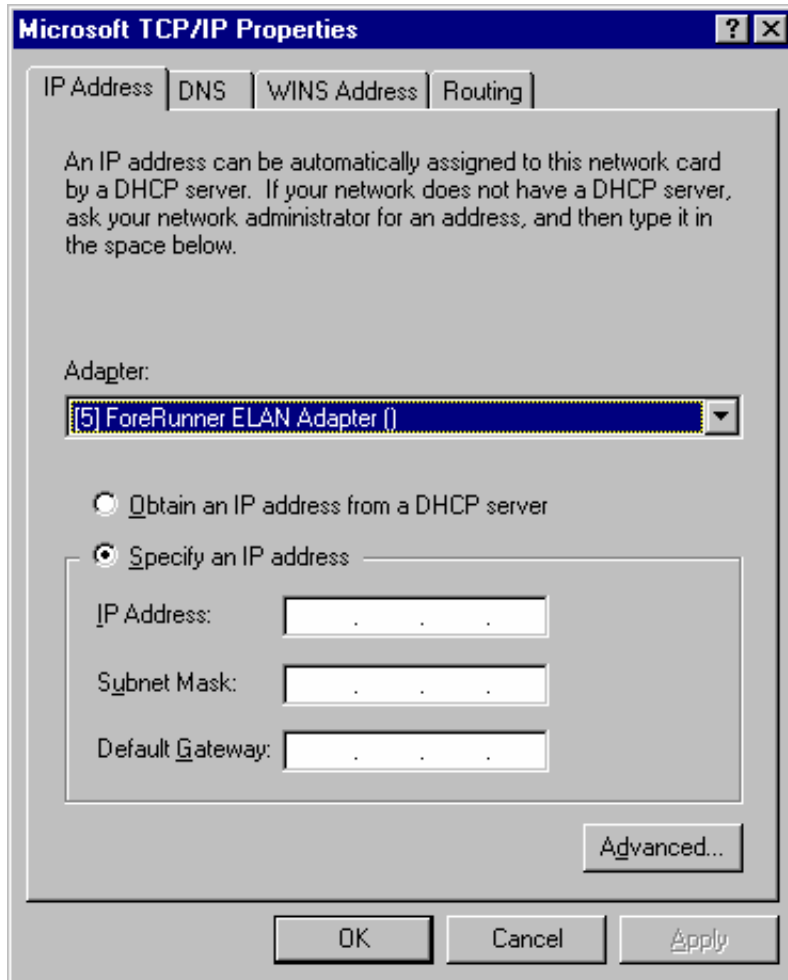 Microsoft TCP/IP Properties
IP Address DNS WINS Address Routing
An IP address can be automatically assigned to this network card
by a DHCP server. If your network does not have a DHCP server,
ask your network administrator for an address, and then type it in
the space below.
Adapter:
[5] ForeRunner ELAN Adapter ()
Obtain an IP address from a DHCP server
Specify an IP address
IP Address: . . .
Subnet Mask: . . .
Default Gateway: . . .
Advanced...
OK Cancel Apply